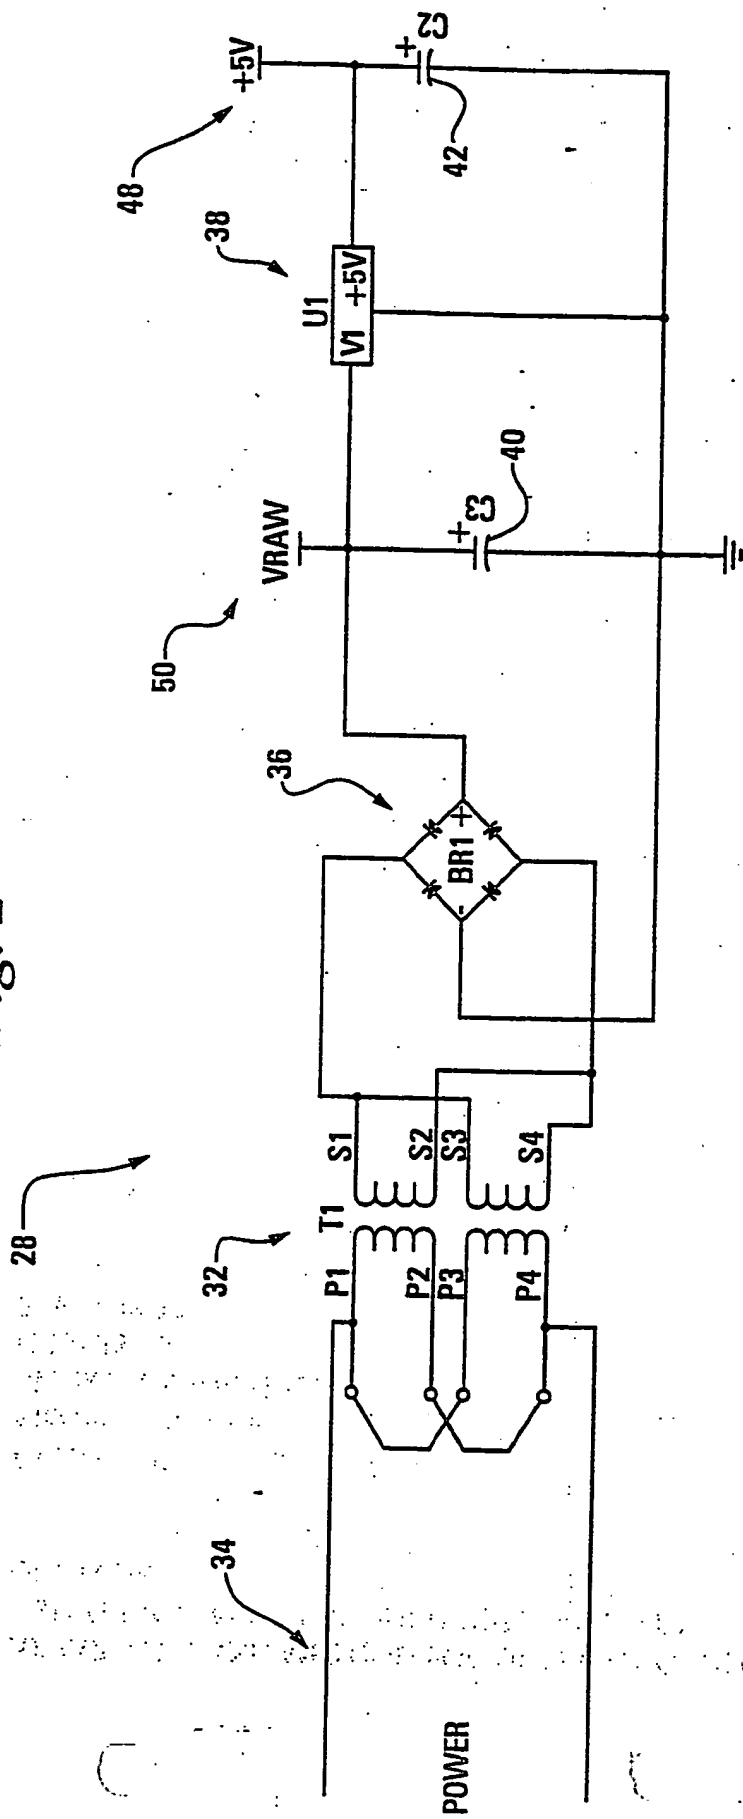 28
34
32
36
50
38
48
POWER
P1
P2
P3
P4
T1
S1
S2
S3
S4
BR1
-
+
VRAW
+
C3
40
U1
V1 +5V
+5V
+
C2
42